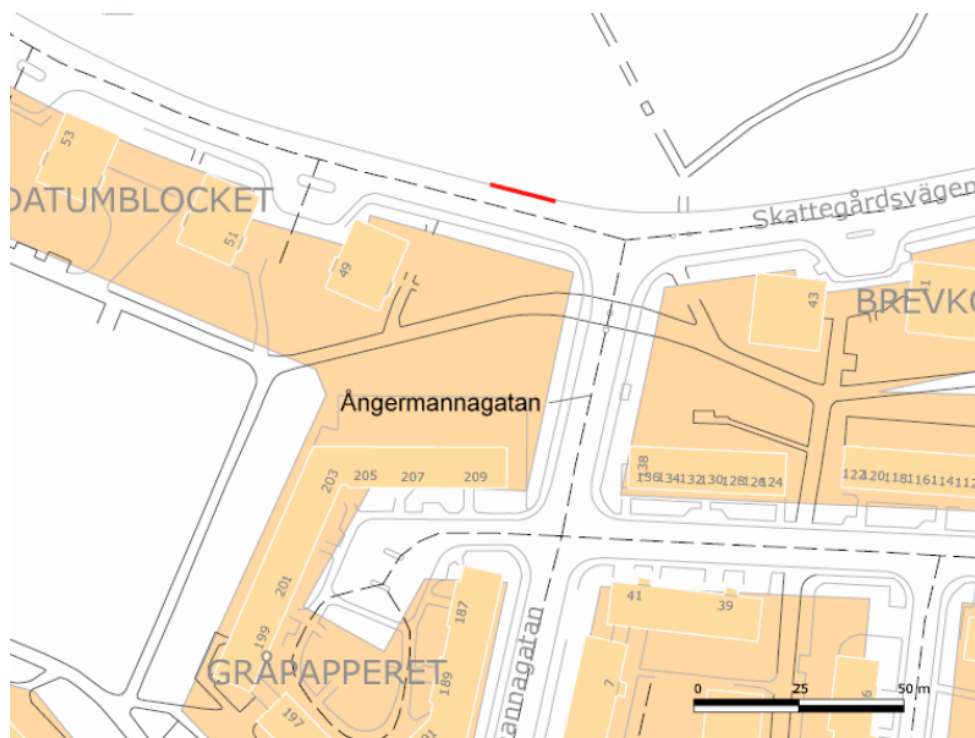 53
DATUMBLOCKET
51
49
Skattegårdsvägen
43
BREVKO
Ångermannagatan
203
205
207
209
138
136 134 132 130 128 126 124
122 120 118 116 114 112
201
199
187
41
39
GRÅPAPPERET
189
197
mannagatan
7
6
0 25 50 m